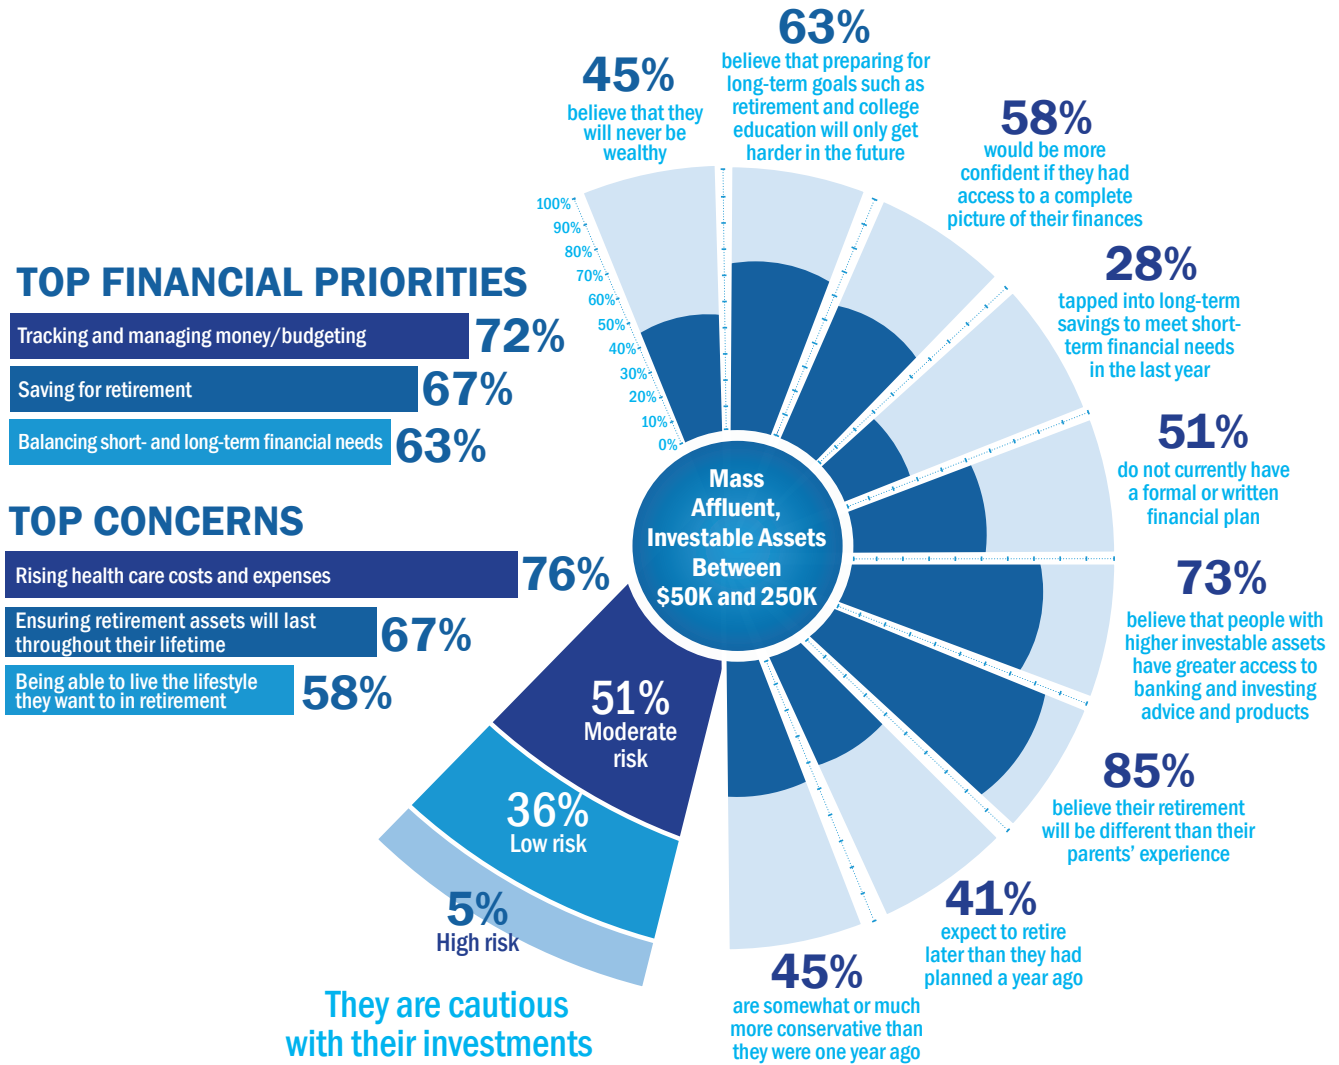 45%
believe that they
will never be
wealthy
63%
believe that preparing for
long-term goals such as
retirement and college
education will only get
harder in the future
58%
would be more
confident if they had
access to a complete
picture of their finances
28%
tapped into long-term
savings to meet short-
term financial needs
in the last year
51%
do not currently have
a formal or written
financial plan
73%
believe that people with
higher investable assets
have greater access to
banking and investing
advice and products
85%
believe their retirement
will be different than their
parents' experience
41%
expect to retire
later than they had
planned a year ago
45%
are somewhat or much
more conservative than
they were one year ago
100%
90%
80%
70%
60%
50%
40%
30%
20%
10%
0%
Mass
Affluent,
Investable Assets
Between
$50K and 250K
TOP FINANCIAL PRIORITIES
Tracking and managing money/budgeting 72%
Saving for retirement 67%
Balancing short- and long-term financial needs 63%
TOP CONCERNS
Rising health care costs and expenses 76%
Ensuring retirement assets will last
throughout their lifetime
67%
Being able to live the lifestyle
they want to in retirement
58%
51%
Moderate
risk
36%
Low risk
5%
High risk
They are cautious
with their investments